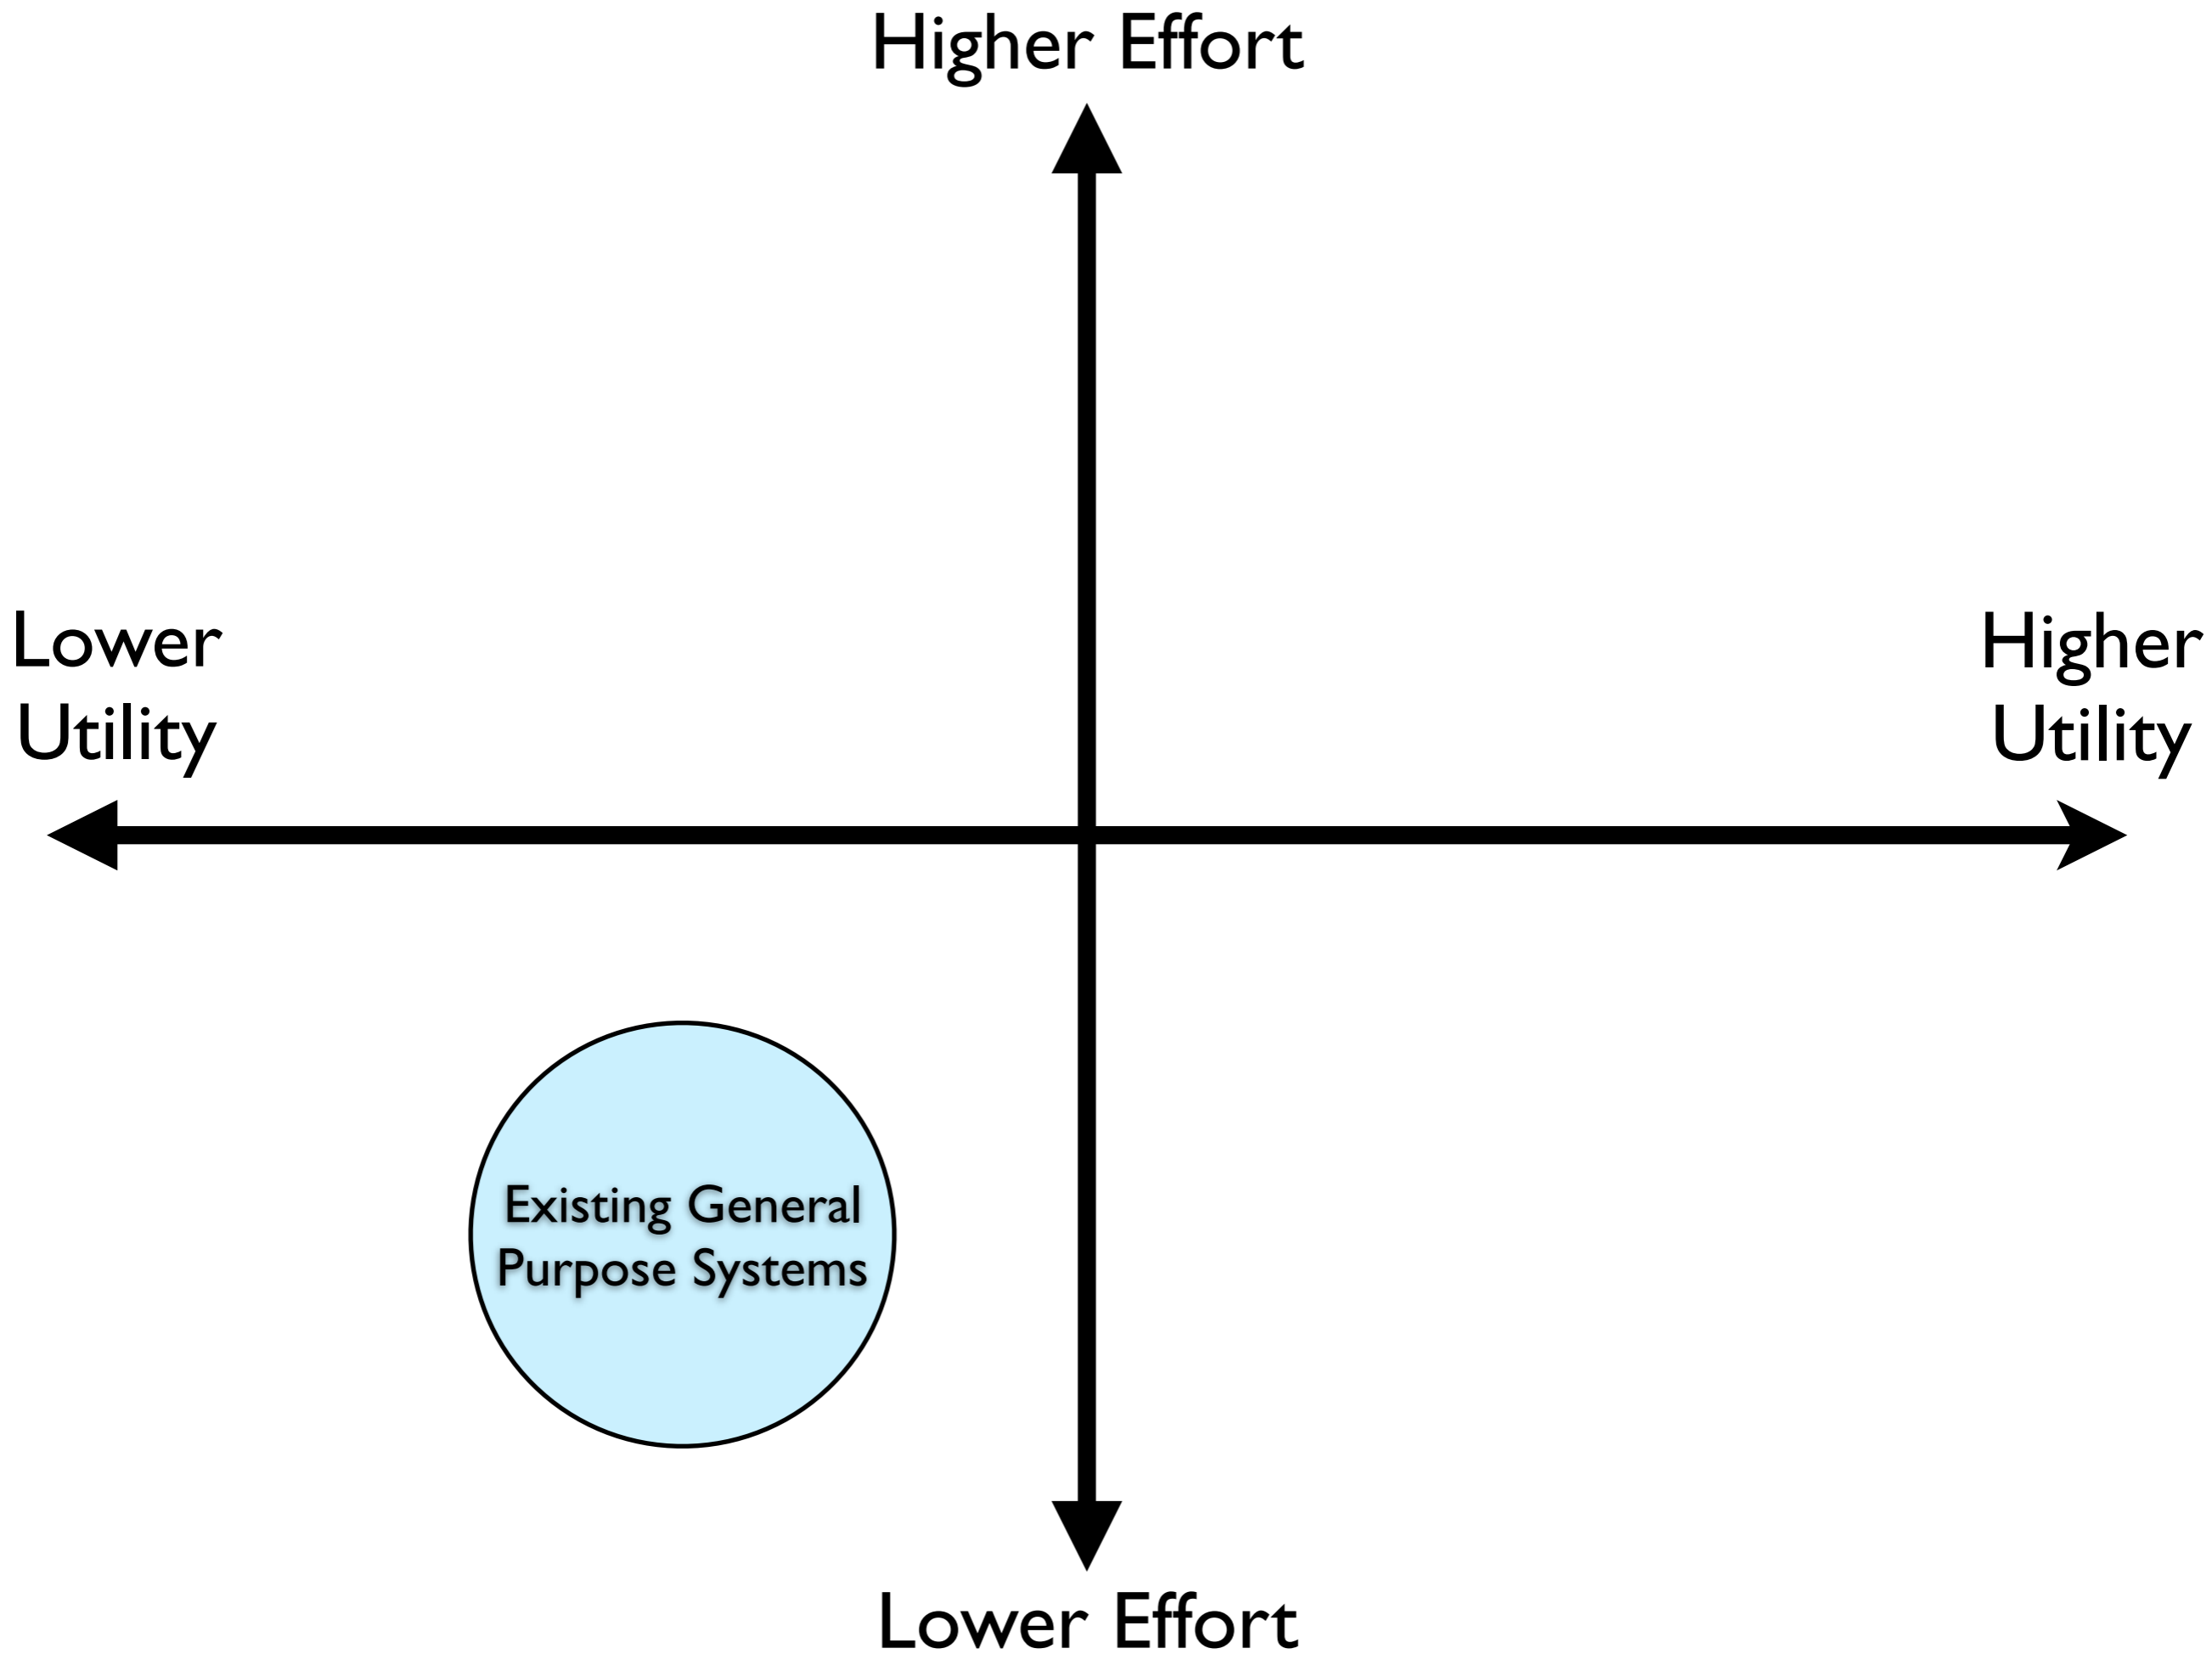 Higher Effort
Lower
Utility
Higher
Utility
Existing General
Purpose Systems
Lower Effort